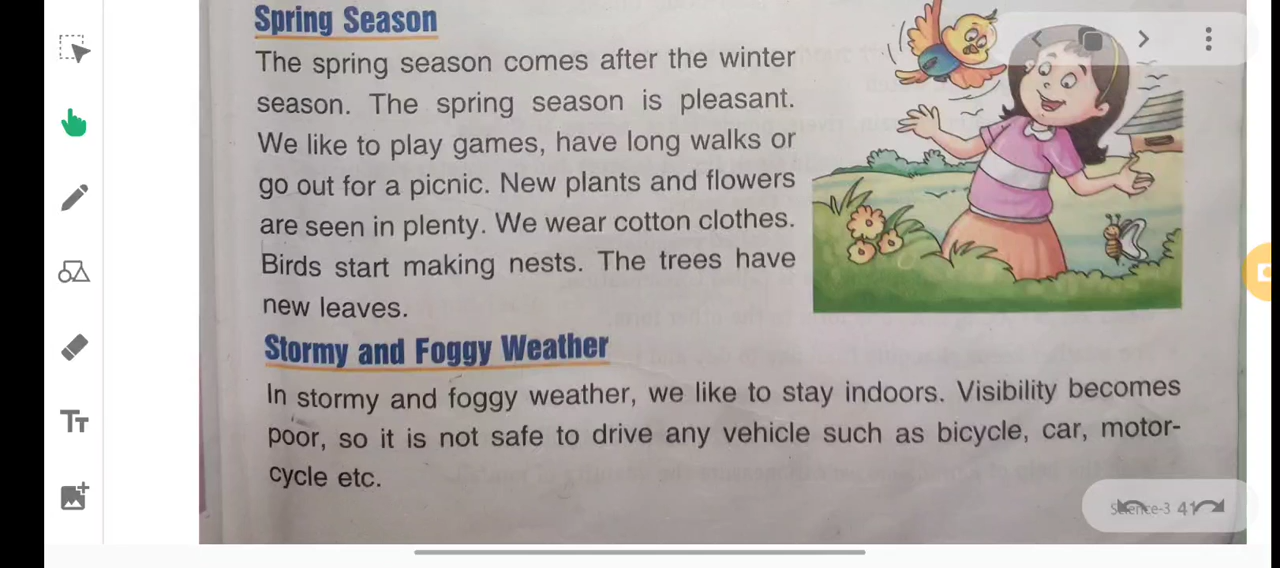 Spring Season
The spring season comes after the winter
season. The spring season is pleasant.
We like to play games, have long walks or
go out for a picnic. New plants and flowers
are seen in plenty. We wear cotton clothes.
Birds start making nests. The trees have
new leaves.
Stormy and Foggy Weather
In stormy and foggy weather, we like to stay indoors. Visibility becomes
poor, so it is not safe to drive any vehicle such as bicycle, car, motor-
cycle etc.
Science-3 41